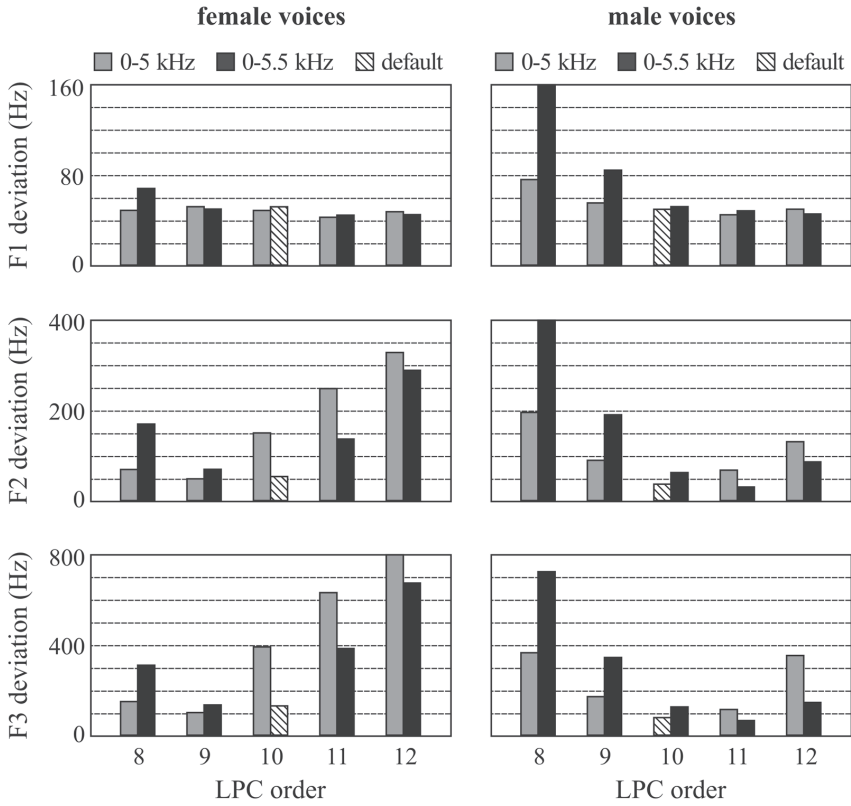 female voices
male voices
0-5 kHz 0-5.5 kHz default
0-5 kHz 0-5.5 kHz default
F1 deviation (Hz)
160
80
0
F2 deviation (Hz)
400
200
0
F3 deviation (Hz)
800
400
0
8 9 10 11 12
8 9 10 11 12
LPC order
LPC order